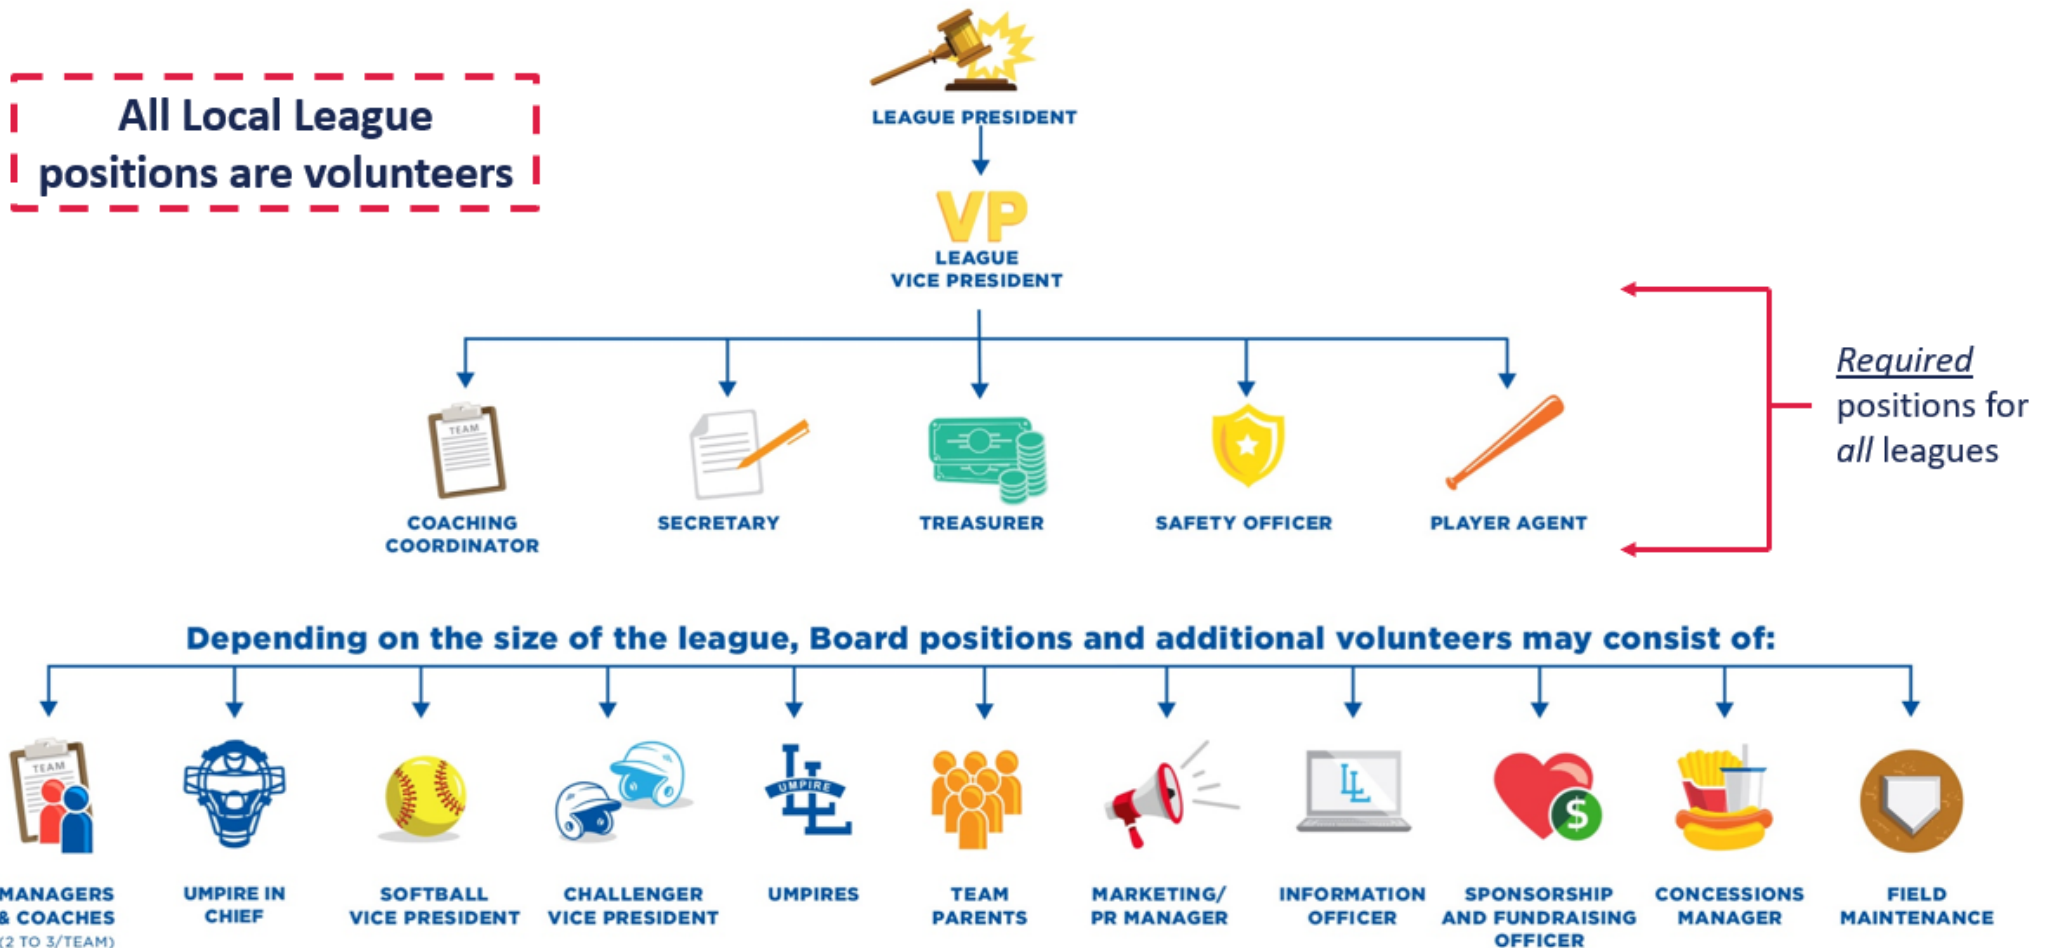 All Local League
positions are volunteers
LEAGUE PRESIDENT
VP
LEAGUE
VICE PRESIDENT
Required
positions for
all leagues
TEAM
COACHING
COORDINATOR
SECRETARY
TREASURER
SAFETY OFFICER
PLAYER AGENT
Depending on the size of the league, Board positions and additional volunteers may consist of:
TEAM
MANAGERS
& COACHES
(2 TO 3/TEAM)
UMPIRE IN
CHIEF
SOFTBALL
VICE PRESIDENT
CHALLENGER
VICE PRESIDENT
LL
UMPIRE
UMPIRES
TEAM
PARENTS
MARKETING/
PR MANAGER
LL
INFORMATION
OFFICER
$
SPONSORSHIP
AND FUNDRAISING
OFFICER
CONCESSIONS
MANAGER
FIELD
MAINTENANCE